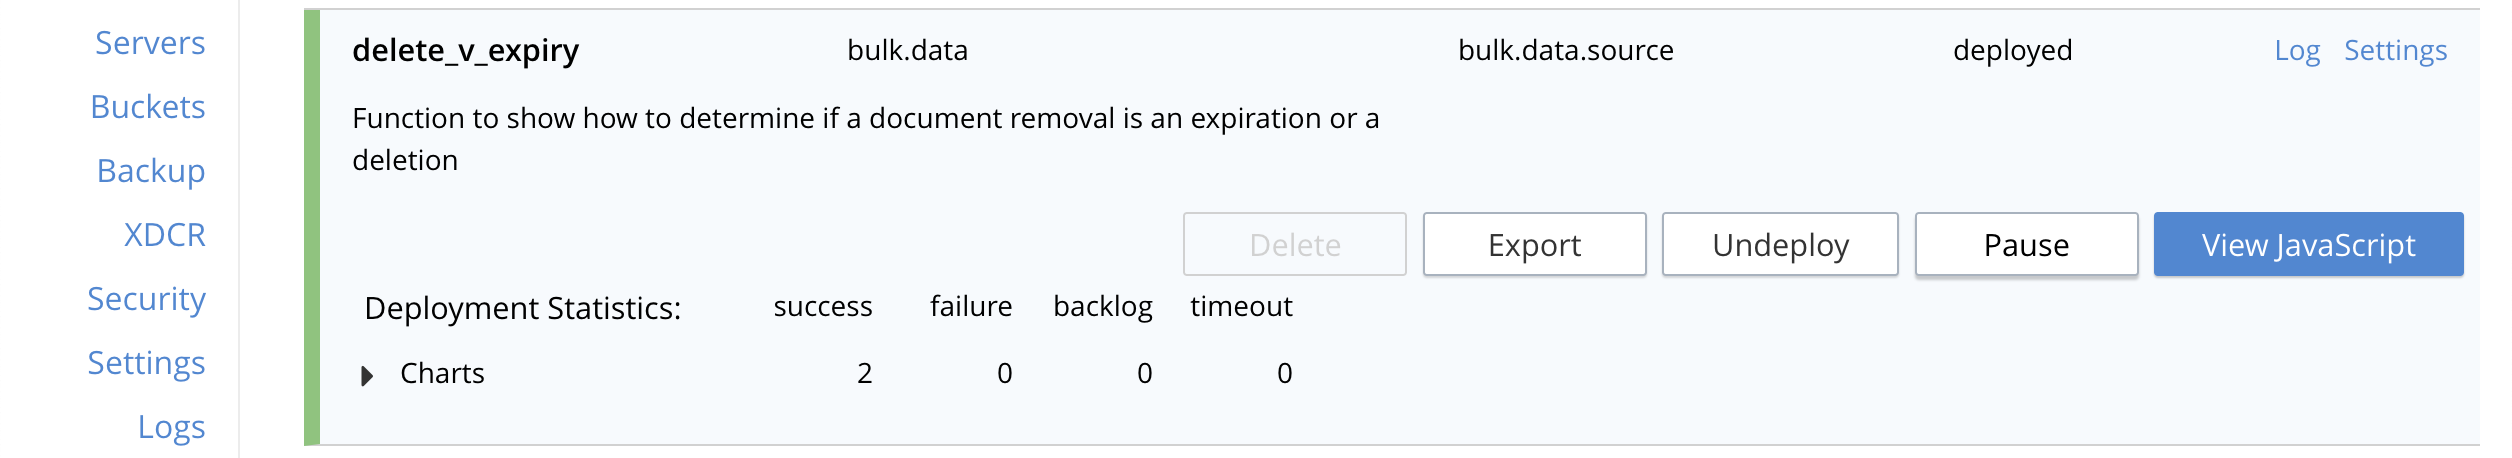 Servers
Buckets
Backup
XDCR
Security
Settings
Logs
delete_v_expiry bulk.data bulk.data.source deployed Log Settings
Function to show how to determine if a document removal is an expiration or a
deletion
Delete Export Undeploy Pause View JavaScript
Deployment Statistics: success failure backlog timeout
Charts 2 0 0 0